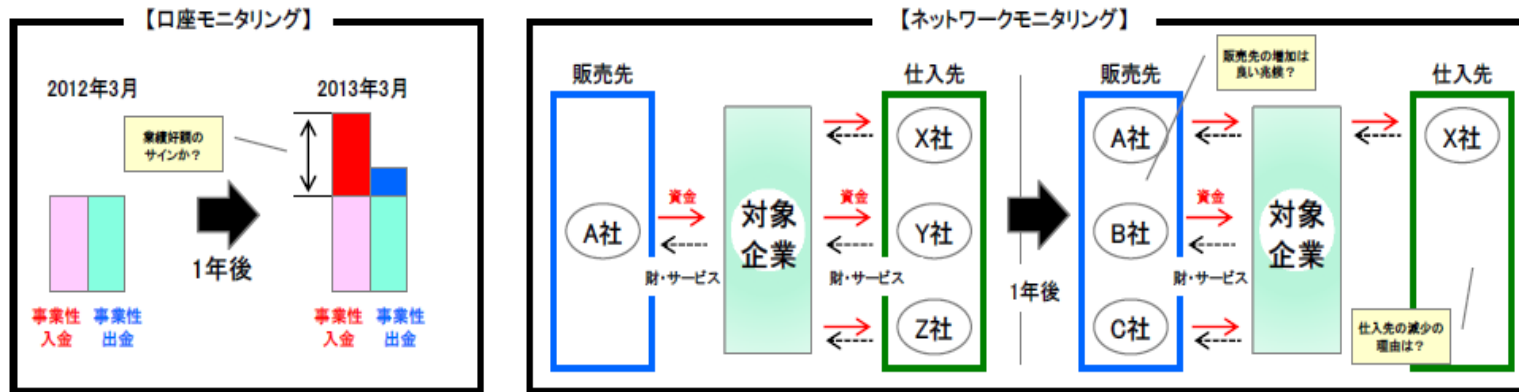 【口座モニタリング】
2012年3月
2013年3月
業績好調の
サインか？
1年後
事業性
入金
事業性
出金
事業性
入金
事業性
出金
【ネットワークモニタリング】
販売先
仕入先
A社
資金
財・サービス
対象
企業
資金
財・サービス
X社
Y社
Z社
1年後
販売先
販売先の増加は
良い兆候？
仕入先
A社
B社
C社
資金
財・サービス
対象
企業
X社
仕入先の減少の
理由は？